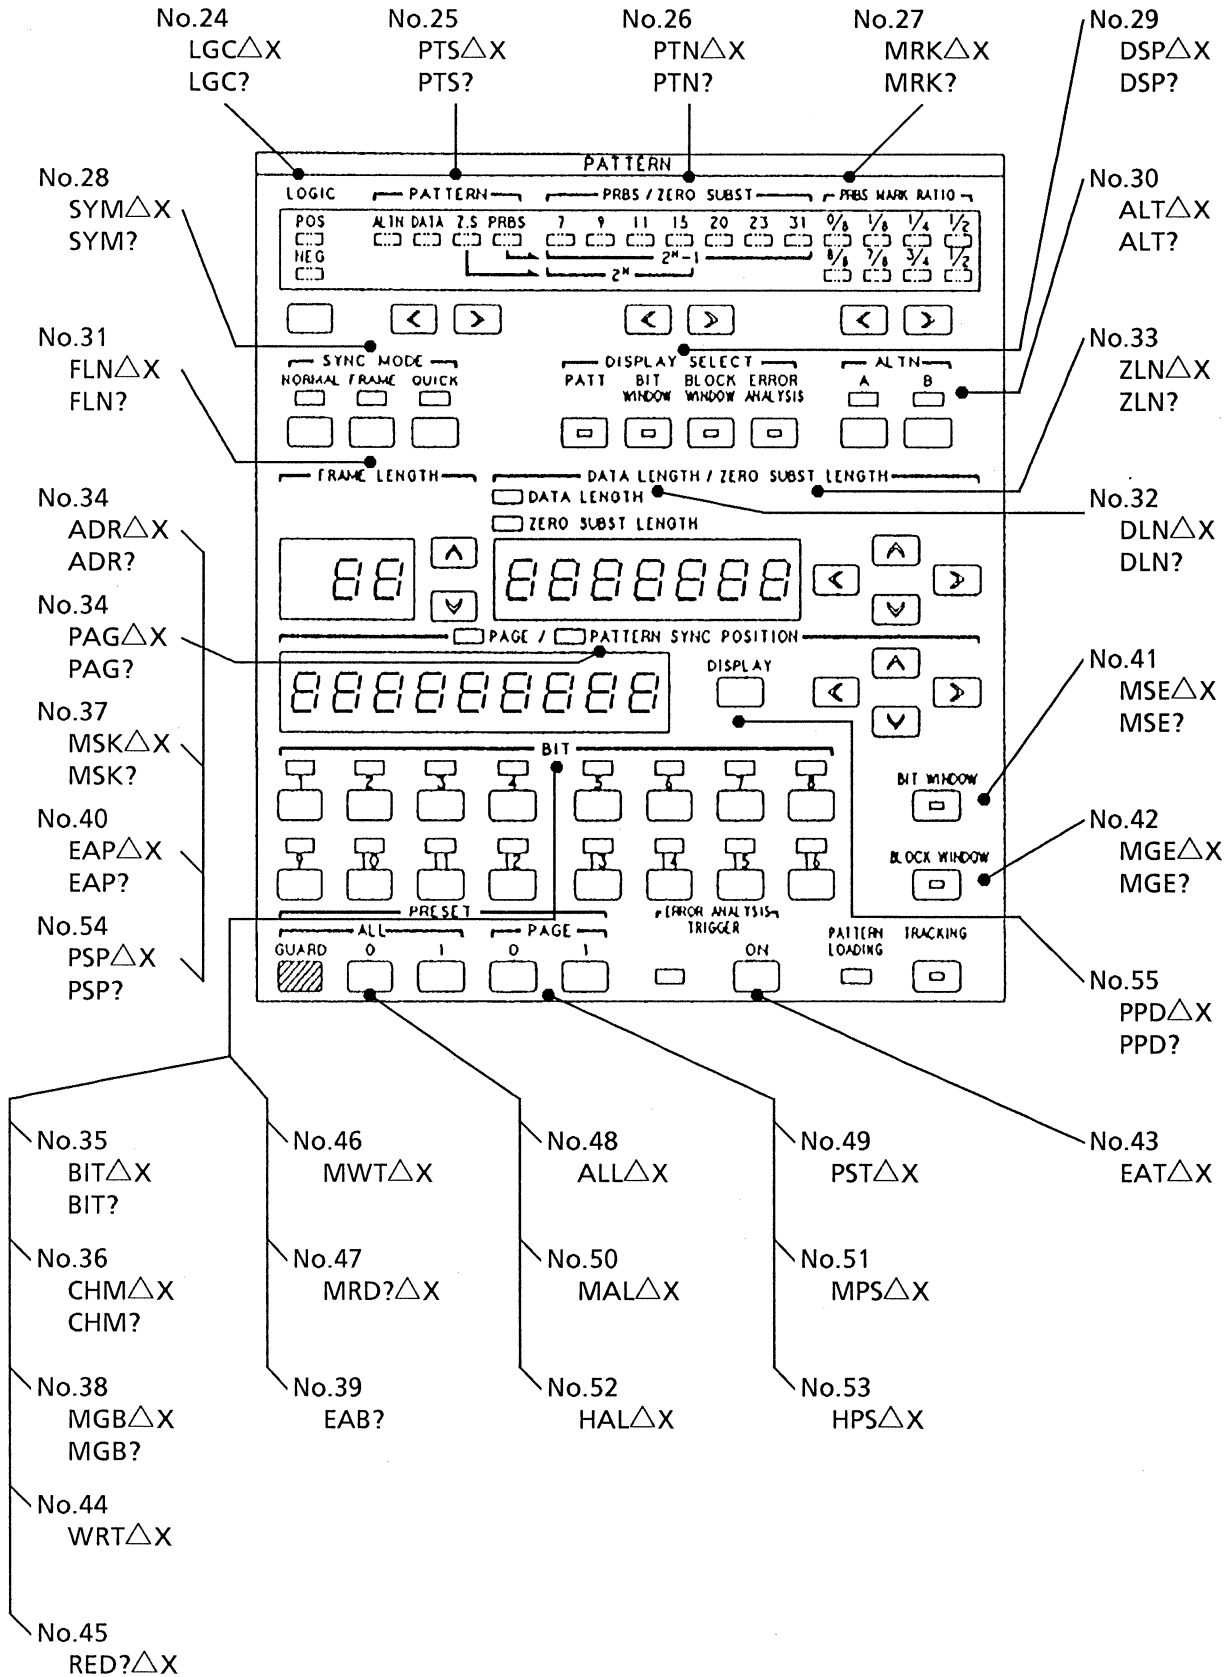 No.24
LGC△X
LGC?
No.25
PTS△X
PTS?
No.26
PTN△X
PTN?
No.27
MRK△X
MRK?
No.29
DSP△X
DSP?
No.28
SYM△X
SYM?
No.30
ALT△X
ALT?
No.31
FLN△X
FLN?
No.33
ZLN△X
ZLN?
No.34
ADR△X
ADR?
No.32
DLN△X
DLN?
No.34
PAG△X
PAG?
No.37
MSK△X
MSK?
No.41
MSE△X
MSE?
No.40
EAP△X
EAP?
No.42
MGE△X
MGE?
No.54
PSP△X
PSP?
No.55
PPD△X
PPD?
PATTERN
LOGIC PATTERN PRBS / ZERO SUBST PRBS MARK RATIO
POS ALTN DATA Z.S PRBS 7 9 11 15 20 23 31 0/8 1/8 1/4 1/2
NEG 2ᴺ-1 8/8 7/8 3/4 1/2
2ᴺ
SYNC MODE DISPLAY SELECT ALTN
NORMAL FRAME QUICK PATT BIT WINDOW BLOCK WINDOW ERROR ANALYSIS A B
FRAME LENGTH DATA LENGTH / ZERO SUBST LENGTH
DATA LENGTH
ZERO SUBST LENGTH
88 8888888
PAGE / PATTERN SYNC POSITION
888888888 DISPLAY
BIT
1 2 3 4 5 6 7 8
BIT WINDOW
9 10 11 12 13 14 15 16
BLOCK WINDOW
PRESET ERROR ANALYSIS TRIGGER
ALL PAGE PATTERN LOADING TRACKING
GUARD 0 1 0 1 ON
No.35
BIT△X
BIT?
No.46
MWT△X
No.48
ALL△X
No.49
PST△X
No.43
EAT△X
No.36
CHM△X
CHM?
No.47
MRD?△X
No.50
MAL△X
No.51
MPS△X
No.38
MGB△X
MGB?
No.39
EAB?
No.52
HAL△X
No.53
HPS△X
No.44
WRT△X
No.45
RED?△X